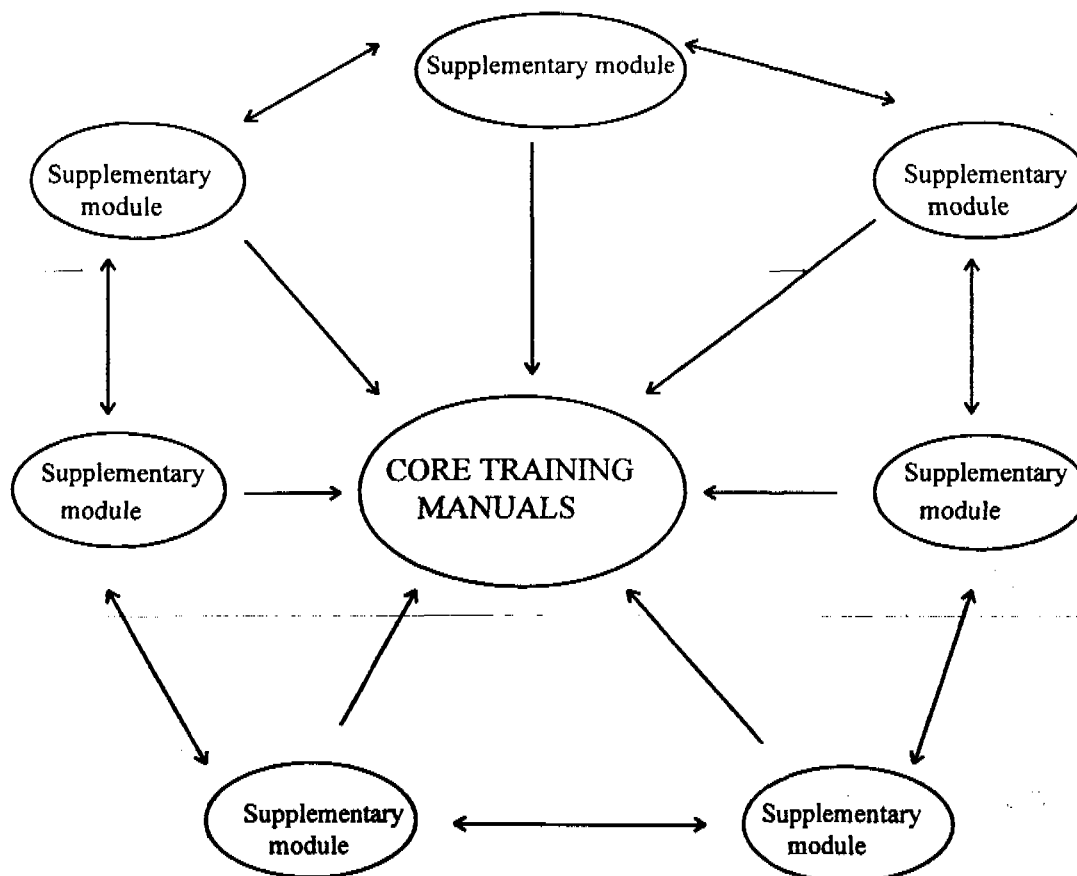 Supplementary module
Supplementary
module
Supplementary
module
Supplementary
module
CORE TRAINING
MANUALS
Supplementary
module
Supplementary
module
Supplementary
module